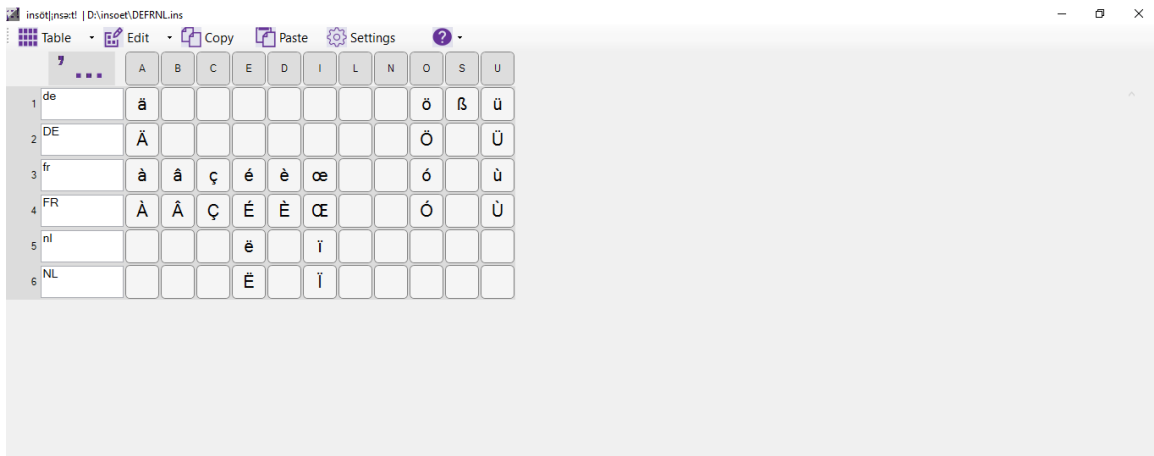 insöt|¡nsə:t! | D:\insoet\DEFRNL.ins
Table Edit Copy Paste Settings ?
’ ... A B C E D I L N O S U
1 de ä ö ß ü
2 DE Ä Ö Ü
3 fr à â ç é è œ ó ù
4 FR À Â Ç É È Œ Ó Ù
5 nl ë ï
6 NL Ë Ï